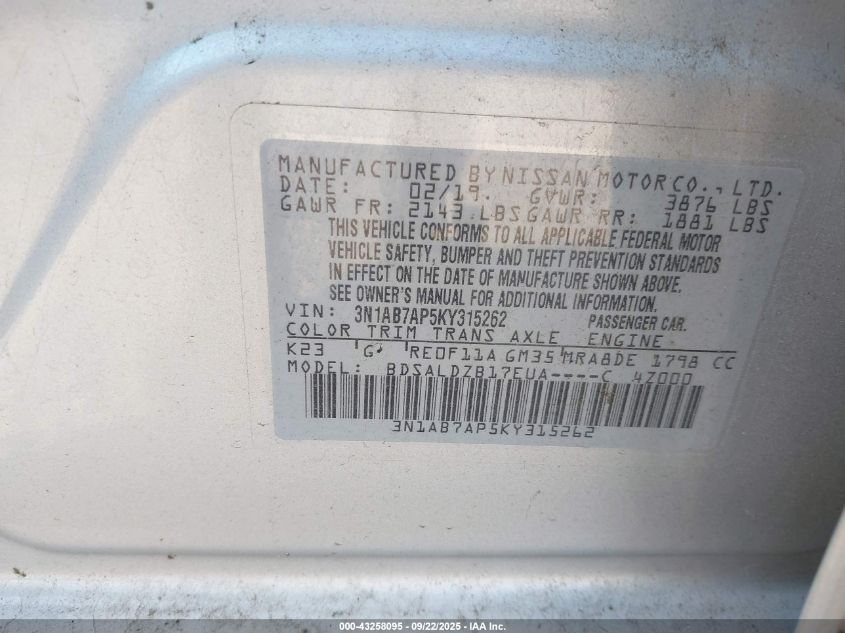 MANUFACTURED BY NISSAN MOTOR CO., LTD.
DATE: 02/19. GVWR: 3876 LBS
GAWR FR: 2143 LBS GAWR RR: 1881 LBS
THIS VEHICLE CONFORMS TO ALL APPLICABLE FEDERAL MOTOR
VEHICLE SAFETY, BUMPER AND THEFT PREVENTION STANDARDS
IN EFFECT ON THE DATE OF MANUFACTURE SHOWN ABOVE.
SEE OWNER'S MANUAL FOR ADDITIONAL INFORMATION.
VIN: 3N1AB7AP5KY315262 PASSENGER CAR.
COLOR TRIM TRANS AXLE ENGINE
K23 G RE0F11A GM35 MRA8DE 1798 CC
MODEL: BDSALDZB17EUA----C 4Z000
3N1AB7AP5KY315262
000-43258095 - 09/22/2025 - IAA Inc.